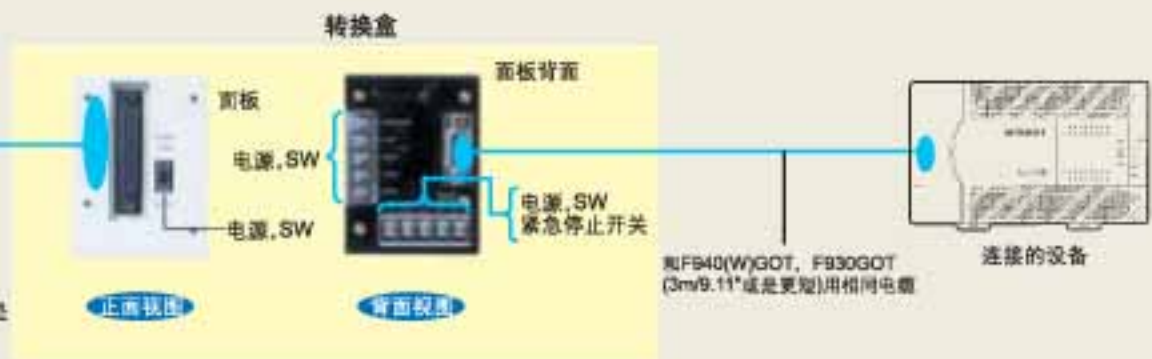 转换盒
面板背面
面板
电源,SW
电源,SW
电源,SW
紧急停止开关
和F940(W)GOT, F930GOT
(3m/9.11"或是更短)用相同电缆
连接的设备
正面视图
背面视图